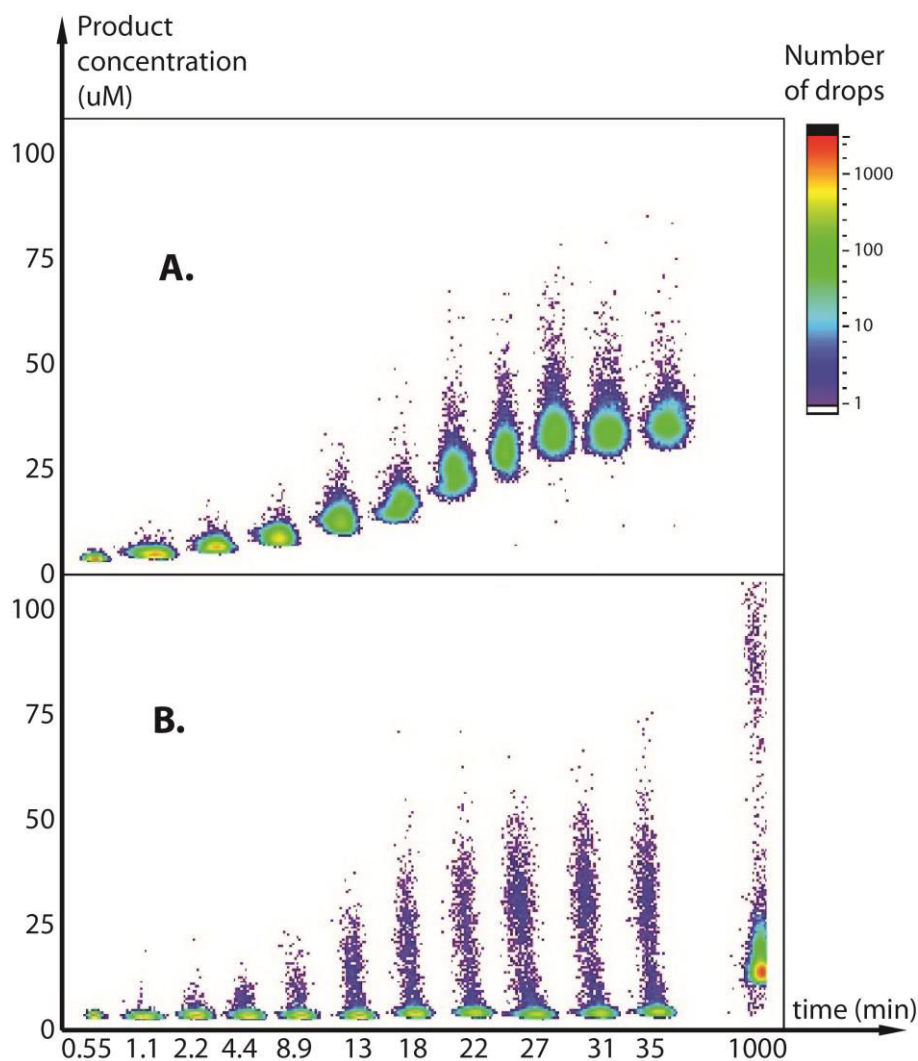 Product
concentration
(uM)
Number
of drops
100
75
50
25
0
A.
1000
100
10
1
100
75
50
25
0
B.
time (min)
0.55 1.1 2.2 4.4 8.9 13 18 22 27 31 35 1000